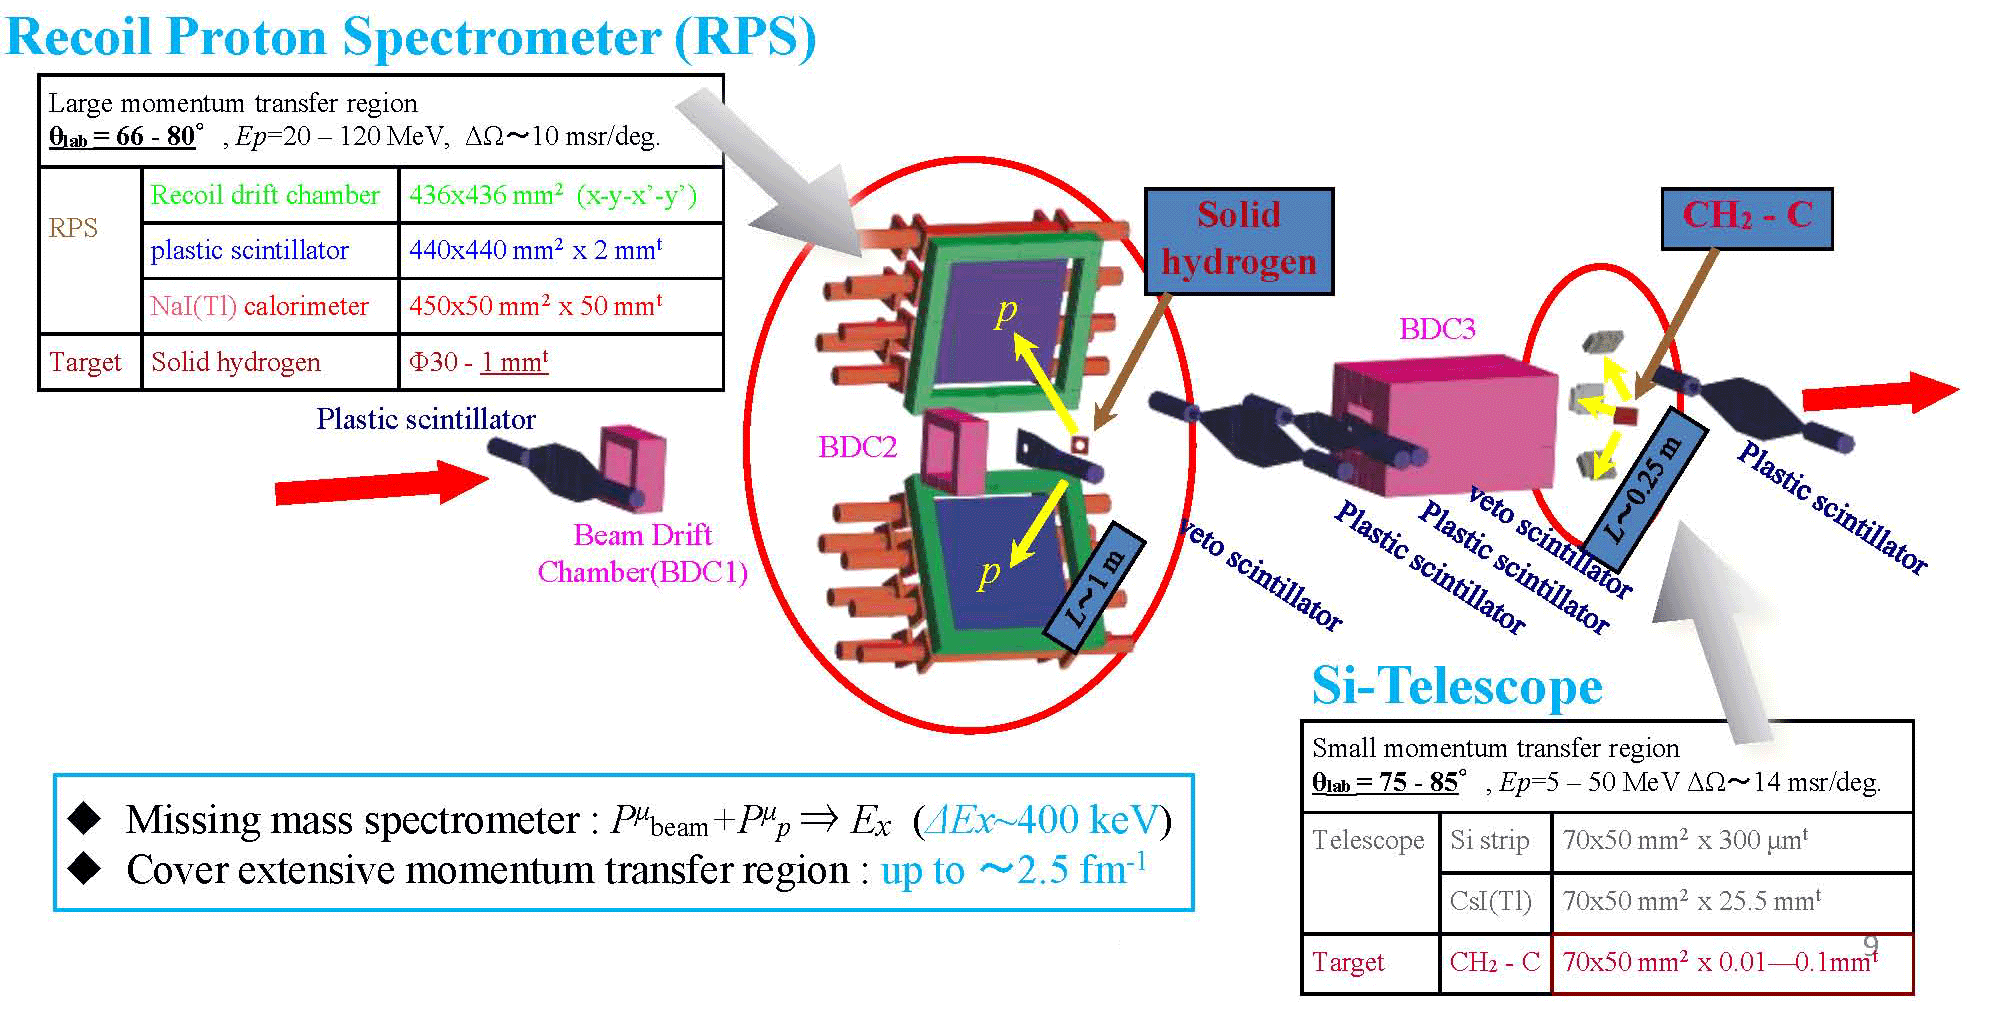 Recoil Proton Spectrometer (RPS)
Large momentum transfer region
θlab = 66 - 80° , Ep=20 – 120 MeV, ΔΩ～10 msr/deg.
RPS
Recoil drift chamber 436x436 mm² (x-y-x’-y’)
plastic scintillator 440x440 mm² x 2 mmᵗ
NaI(Tl) calorimeter 450x50 mm² x 50 mmᵗ
Target Solid hydrogen Φ30 - 1 mmᵗ
Plastic scintillator
Beam Drift
Chamber(BDC1)
BDC2
p
p
Solid
hydrogen
L～1 m
veto scintillator
BDC3
Plastic scintillator
Plastic scintillator
veto scintillator
CH₂ - C
L～0.25 m
Plastic scintillator
Si-Telescope
Small momentum transfer region
θlab = 75 - 85° , Ep=5 – 50 MeV ΔΩ～14 msr/deg.
Telescope Si strip 70x50 mm² x 300 μmᵗ
CsI(Tl) 70x50 mm² x 25.5 mmᵗ
Target CH₂ - C 70x50 mm² x 0.01—0.1mmᵗ
◆ Missing mass spectrometer : Pᵘbeam+Pᵘp ⇒ Ex (ΔEx~400 keV)
◆ Cover extensive momentum transfer region : up to ～2.5 fm⁻¹
9